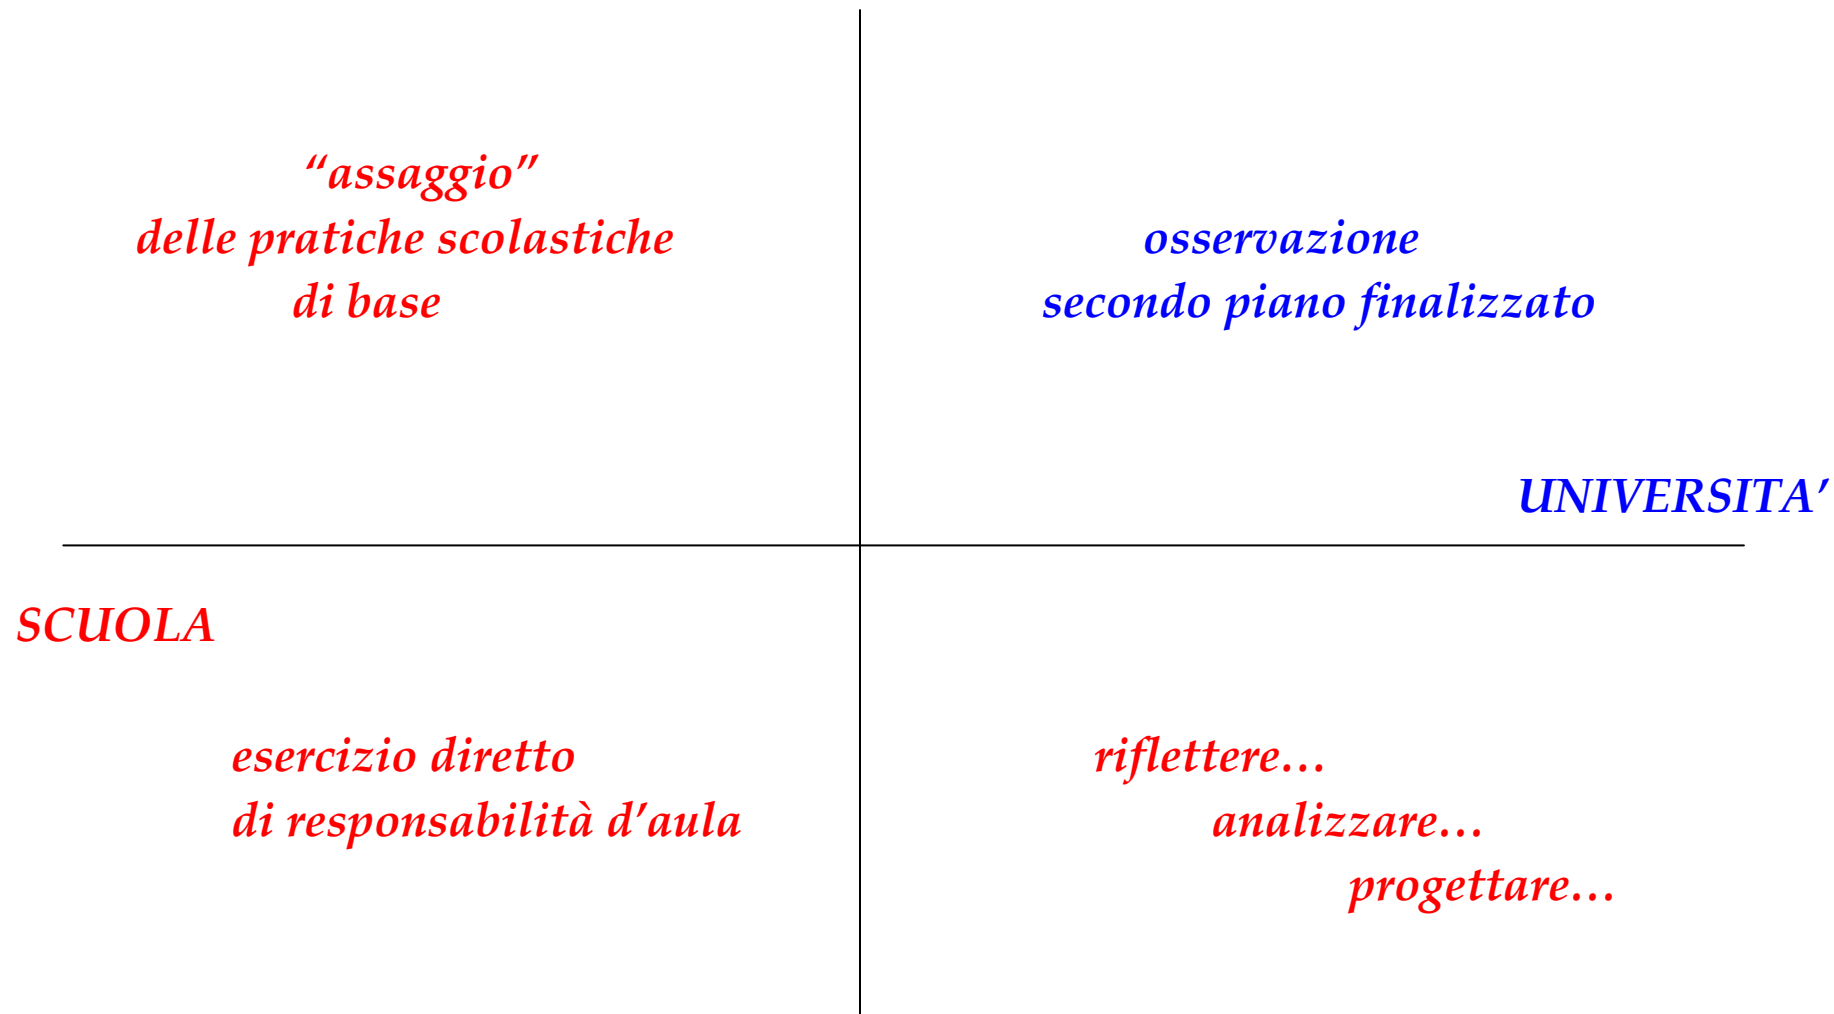 “assaggio”
delle pratiche scolastiche
di base
osservazione
secondo piano finalizzato
UNIVERSITA’
SCUOLA
esercizio diretto
di responsabilità d’aula
riflettere…
analizzare…
progettare…